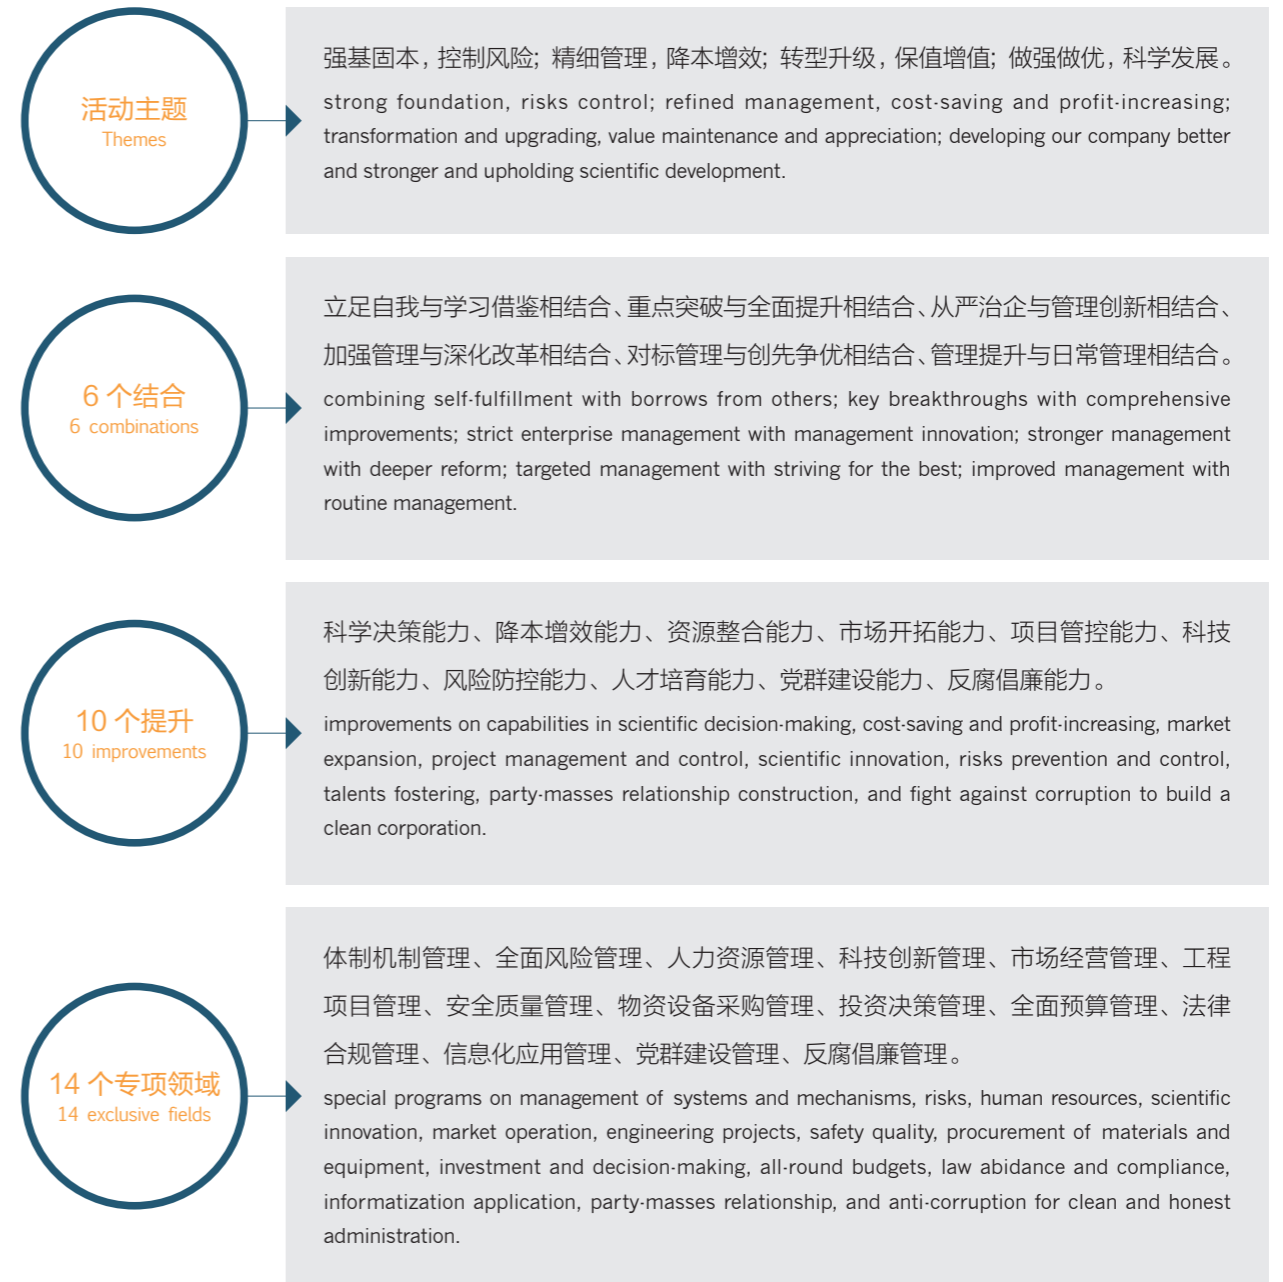 活动主题
Themes
强基固本，控制风险；精细管理，降本增效；转型升级，保值增值；做强做优，科学发展。
strong foundation, risks control; refined management, cost-saving and profit-increasing;
transformation and upgrading, value maintenance and appreciation; developing our company better
and stronger and upholding scientific development.
6 个结合
6 combinations
立足自我与学习借鉴相结合、重点突破与全面提升相结合、从严治企与管理创新相结合、
加强管理与深化改革相结合、对标管理与创先争优相结合、管理提升与日常管理相结合。
combining self-fulfillment with borrows from others; key breakthroughs with comprehensive
improvements; strict enterprise management with management innovation; stronger management
with deeper reform; targeted management with striving for the best; improved management with
routine management.
10 个提升
10 improvements
科学决策能力、降本增效能力、资源整合能力、市场开拓能力、项目管控能力、科技
创新能力、风险防控能力、人才培育能力、党群建设能力、反腐倡廉能力。
improvements on capabilities in scientific decision-making, cost-saving and profit-increasing, market
expansion, project management and control, scientific innovation, risks prevention and control,
talents fostering, party-masses relationship construction, and fight against corruption to build a
clean corporation.
14 个专项领域
14 exclusive fields
体制机制管理、全面风险管理、人力资源管理、科技创新管理、市场经营管理、工程
项目管理、安全质量管理、物资设备采购管理、投资决策管理、全面预算管理、法律
合规管理、信息化应用管理、党群建设管理、反腐倡廉管理。
special programs on management of systems and mechanisms, risks, human resources, scientific
innovation, market operation, engineering projects, safety quality, procurement of materials and
equipment, investment and decision-making, all-round budgets, law abidance and compliance,
informatization application, party-masses relationship, and anti-corruption for clean and honest
administration.